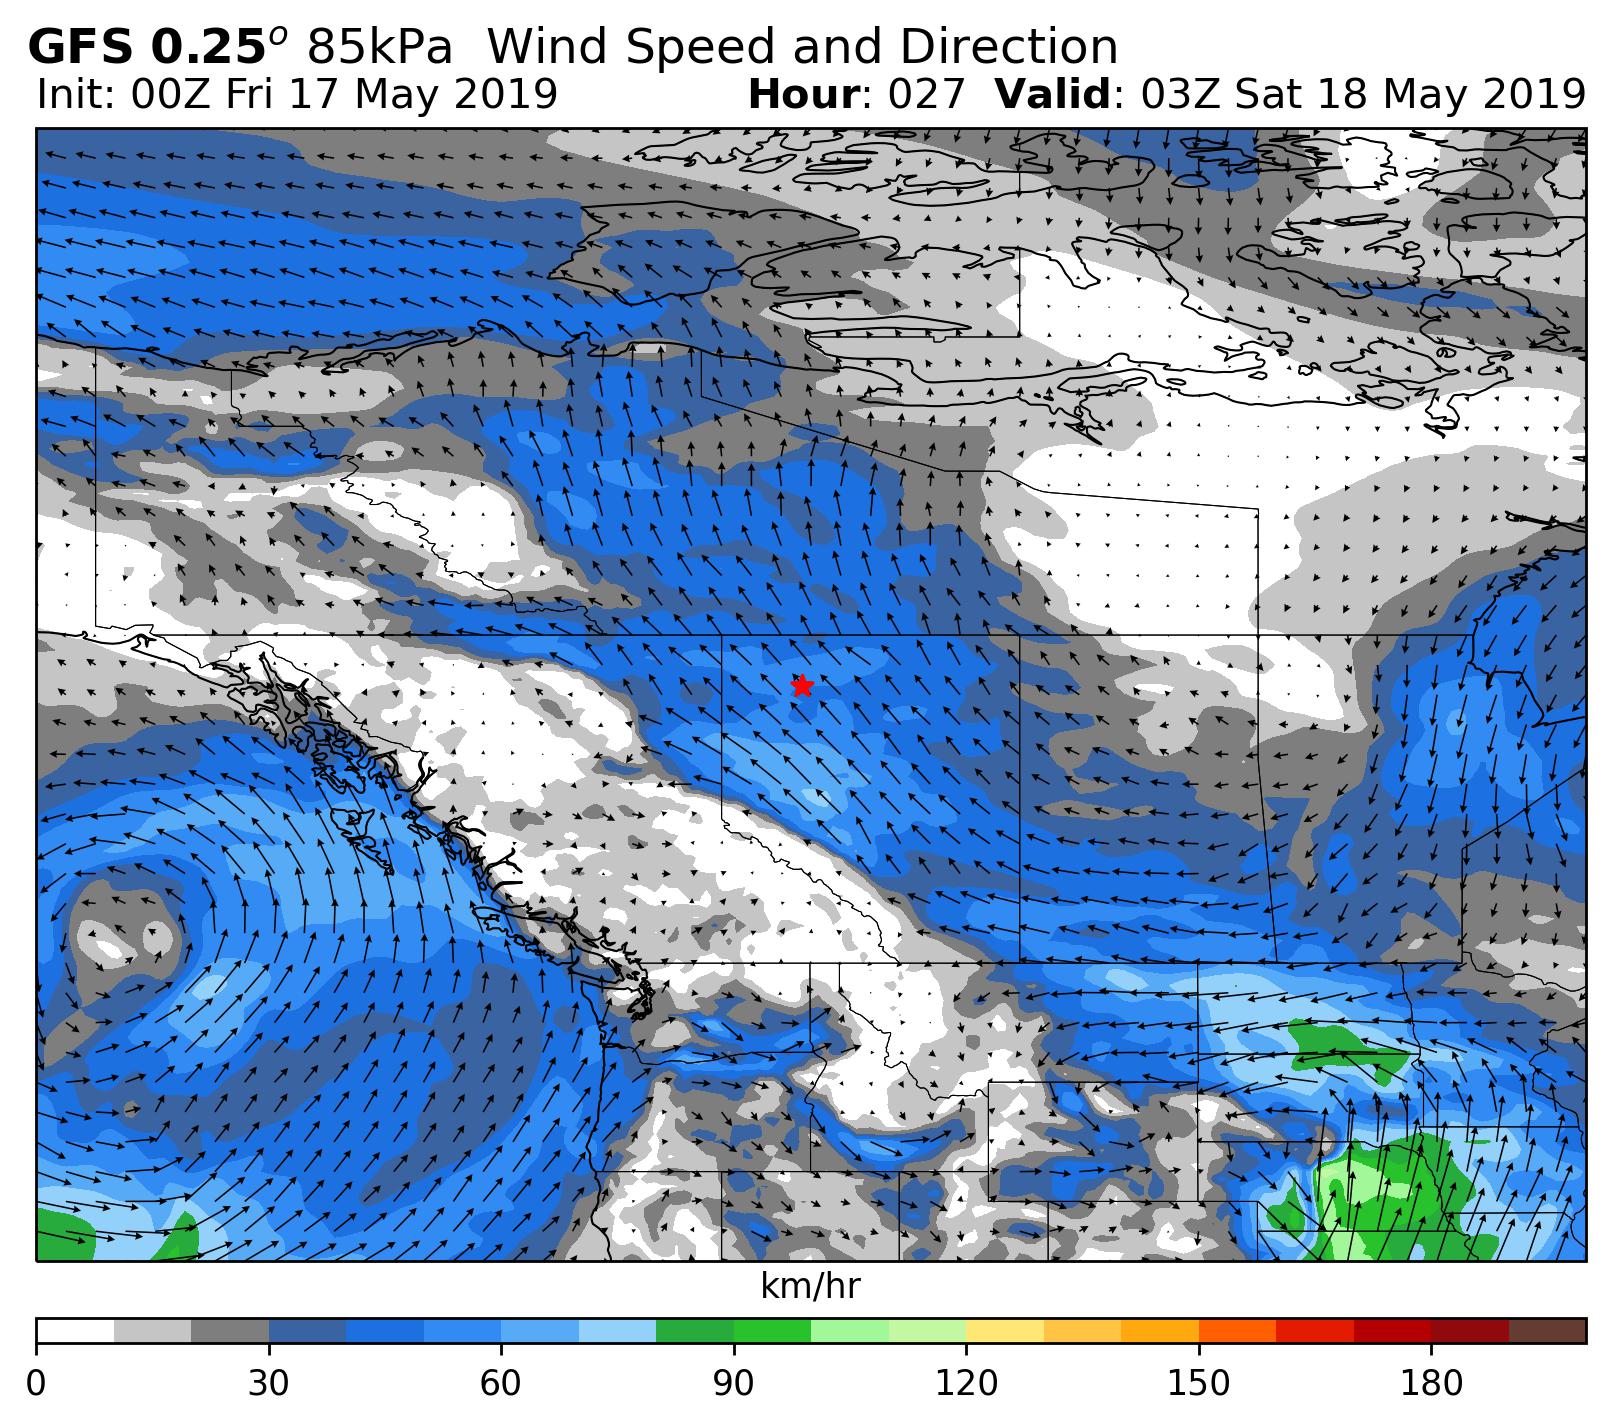 GFS 0.25° 85kPa Wind Speed and Direction
Init: 00Z Fri 17 May 2019 Hour: 027 Valid: 03Z Sat 18 May 2019
km/hr
0 30 60 90 120 150 180